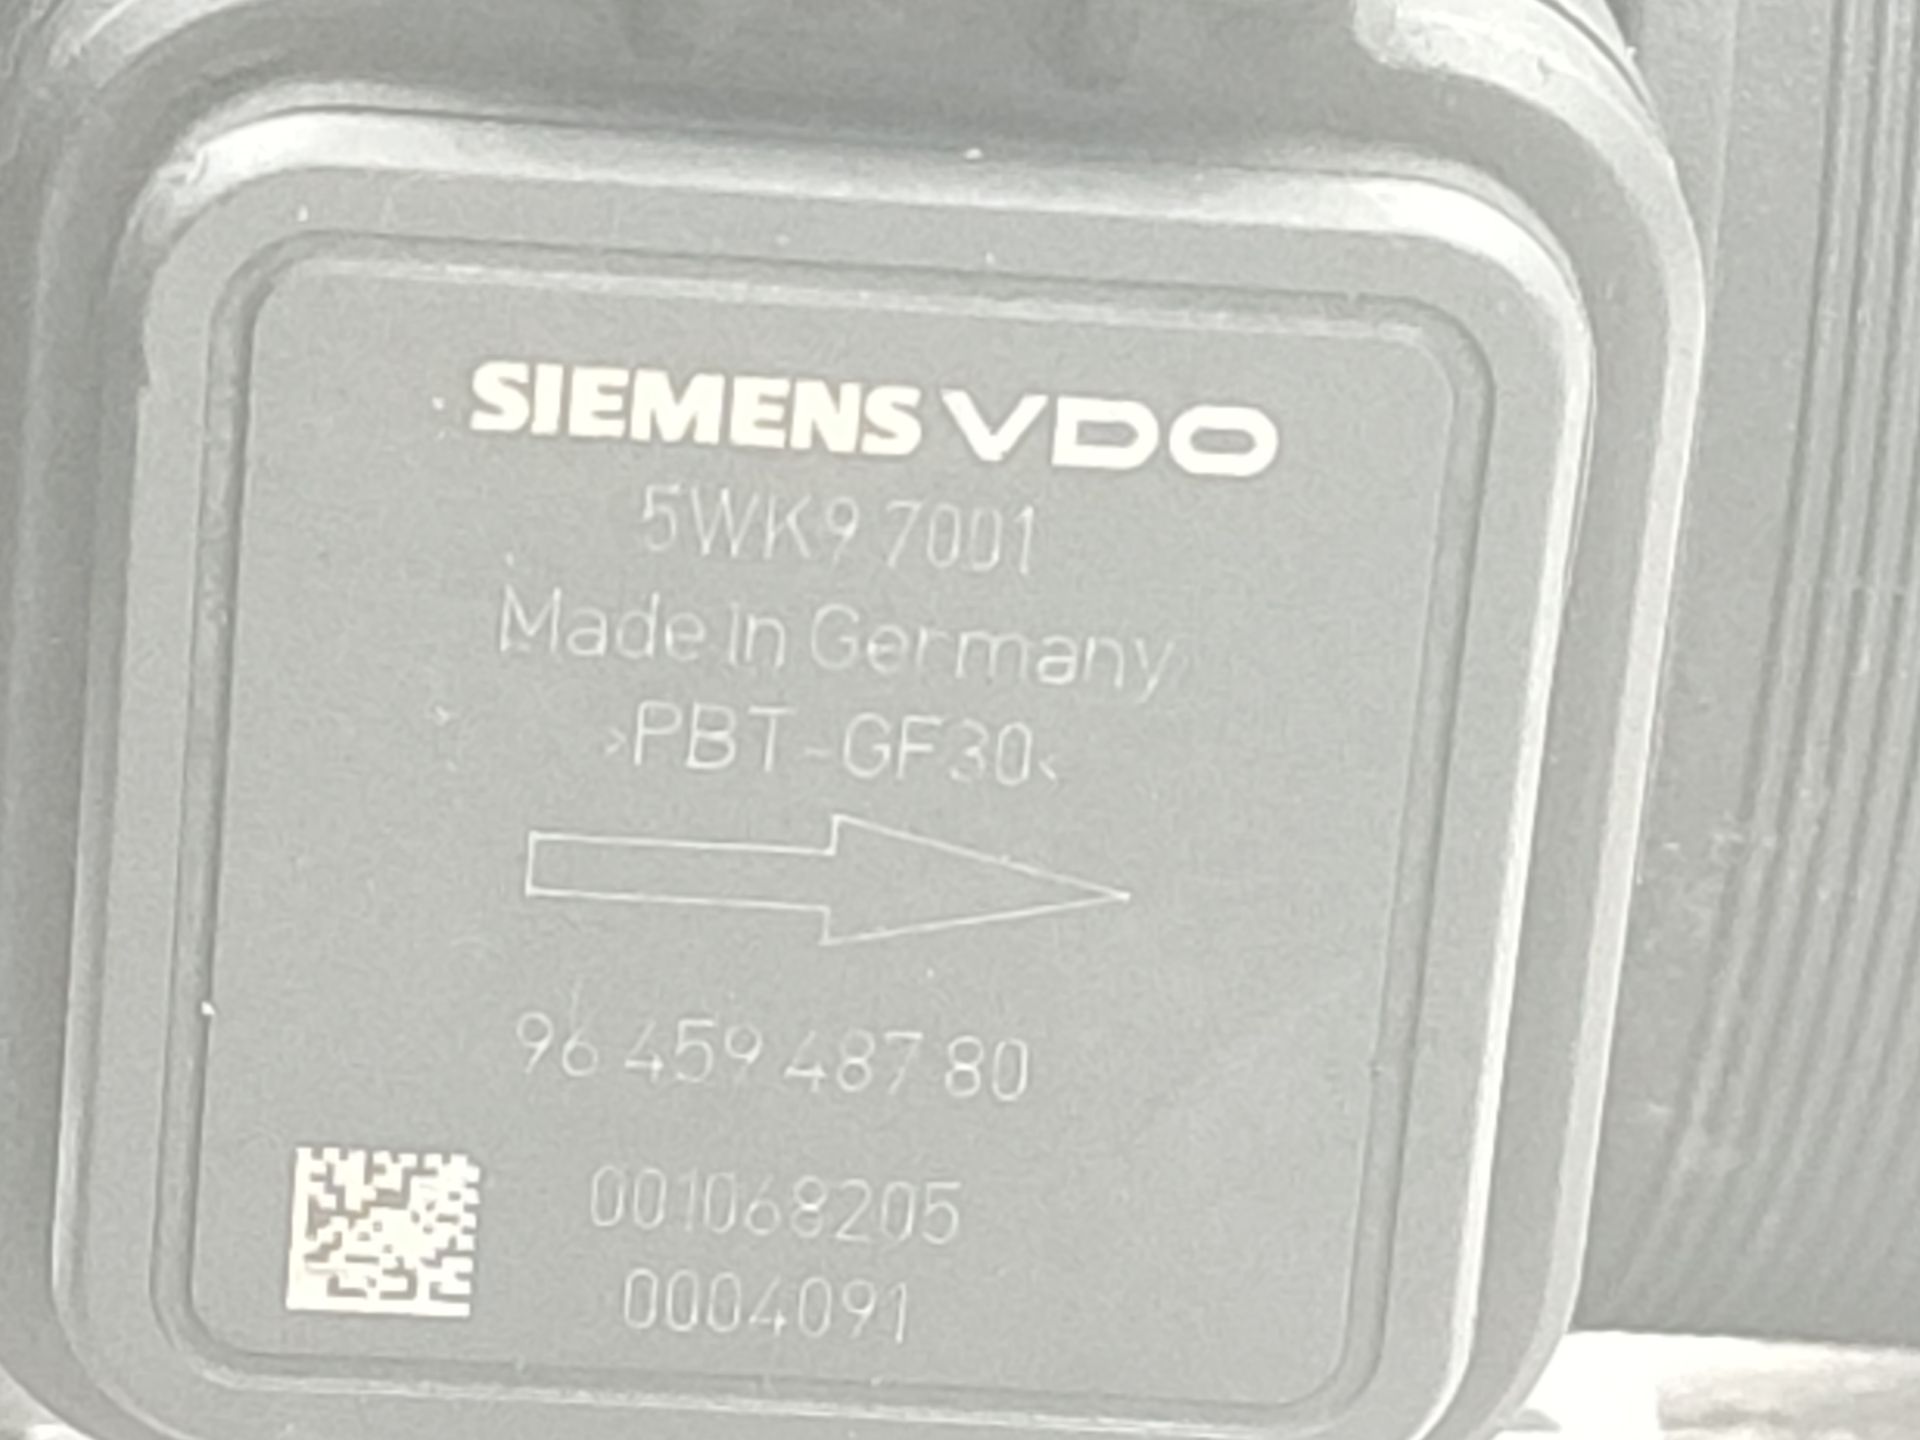 SIEMENS VDO
5WK9 7001
Made in Germany
>PBT-GF30<
96 459 487 80
001068205
0004091